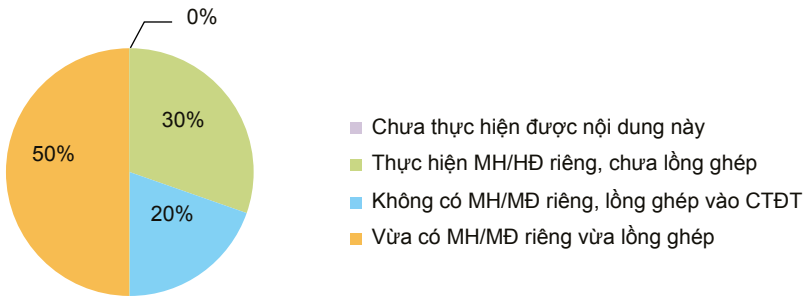 0%
30%
50%
20%
Chưa thực hiện được nội dung này
Thực hiện MH/HĐ riêng, chưa lồng ghép
Không có MH/MĐ riêng, lồng ghép vào CTĐT
Vừa có MH/MĐ riêng vừa lồng ghép